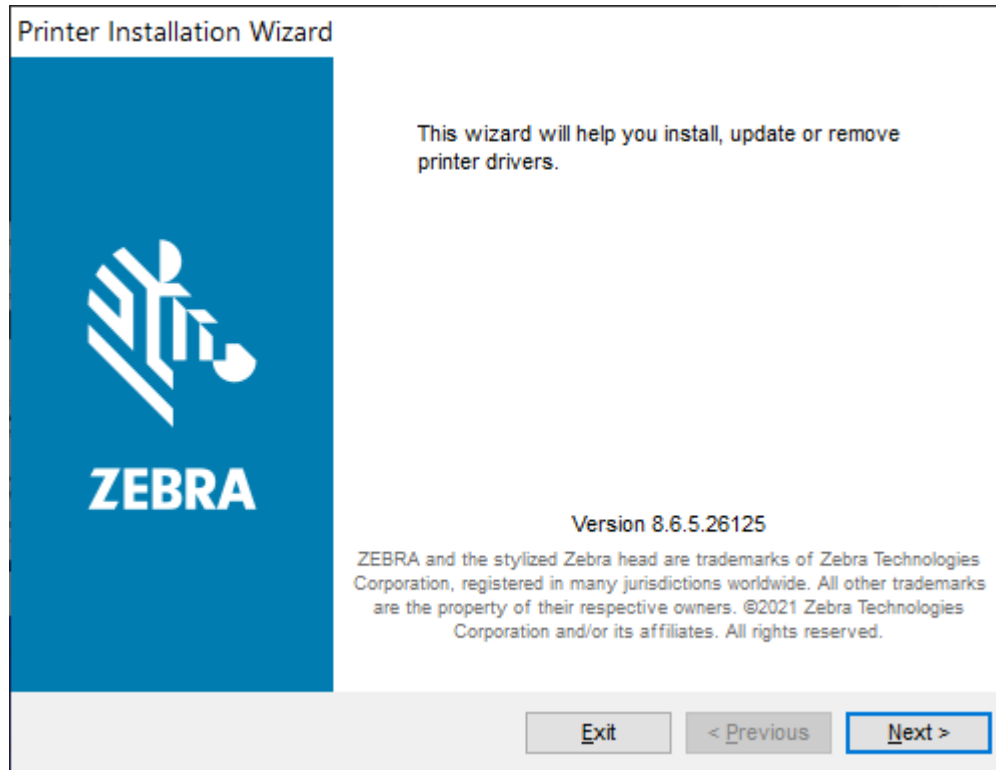 Printer Installation Wizard
This wizard will help you install, update or remove
printer drivers.
ZEBRA
Version 8.6.5.26125
ZEBRA and the stylized Zebra head are trademarks of Zebra Technologies
Corporation, registered in many jurisdictions worldwide. All other trademarks
are the property of their respective owners. ©2021 Zebra Technologies
Corporation and/or its affiliates. All rights reserved.
Exit
< Previous
Next >